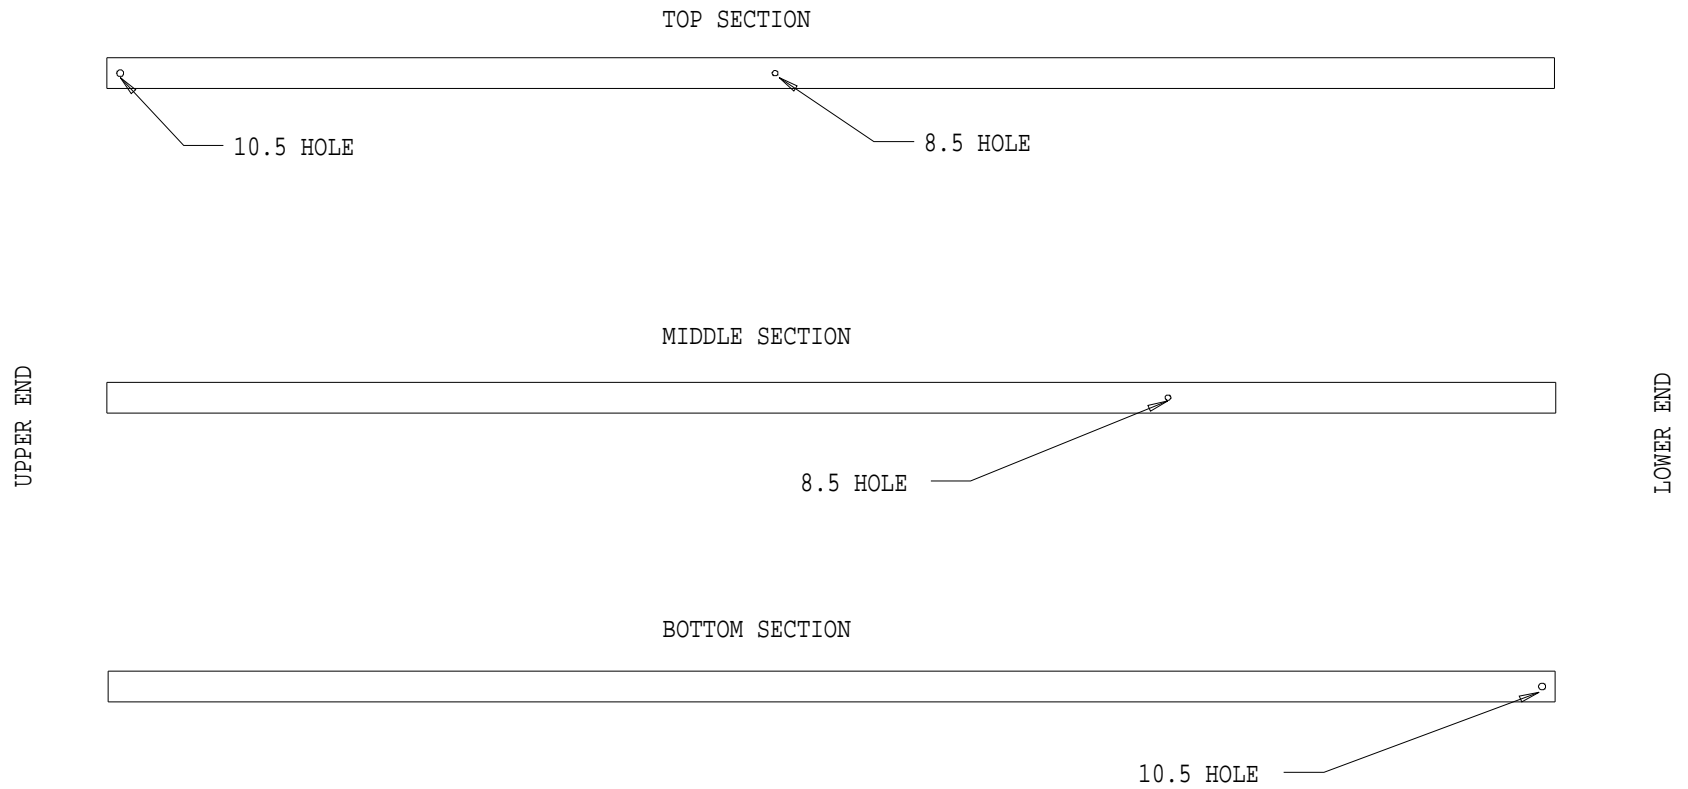 TOP SECTION
10.5 HOLE
8.5 HOLE
MIDDLE SECTION
UPPER END
LOWER END
8.5 HOLE
BOTTOM SECTION
10.5 HOLE